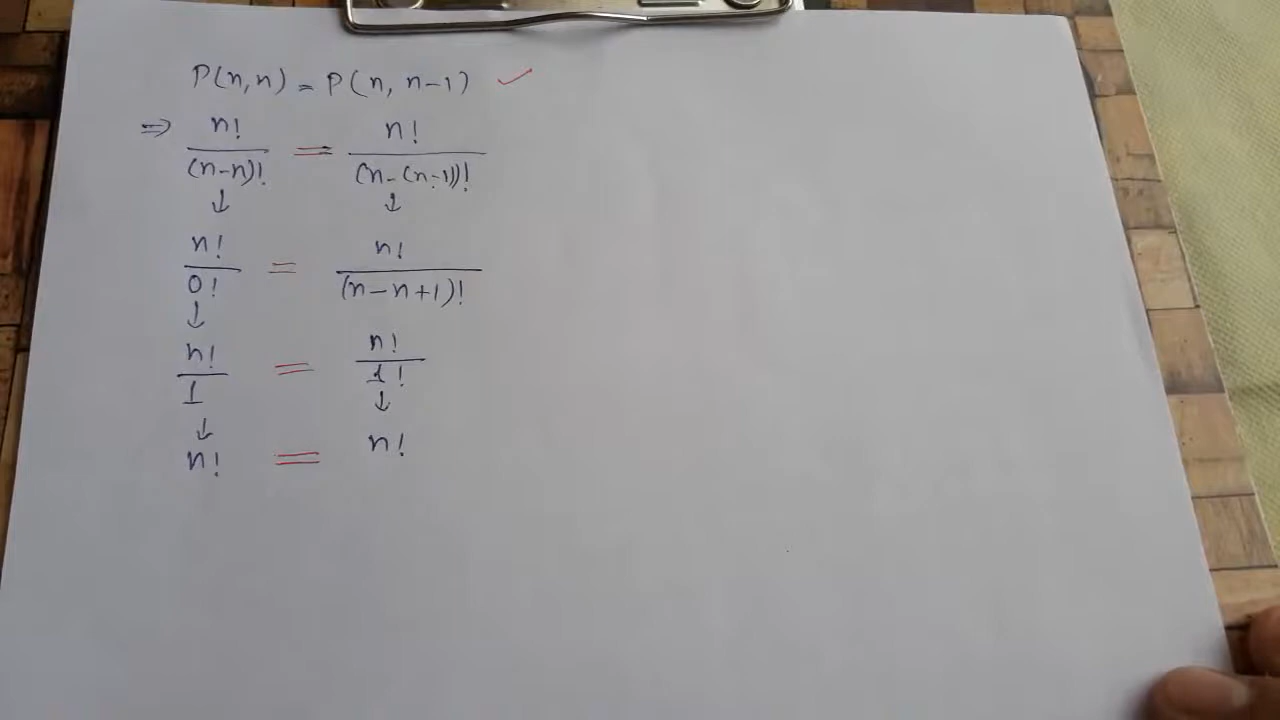 P(n,n) = P(n, n-1) ✓
⇒ n!/(n-n)! = n!/(n-(n-1))!
↓ ↓
n!/0! = n!/(n-n+1)!
↓
n!/1 = n!/1!
↓ ↓
n! = n!